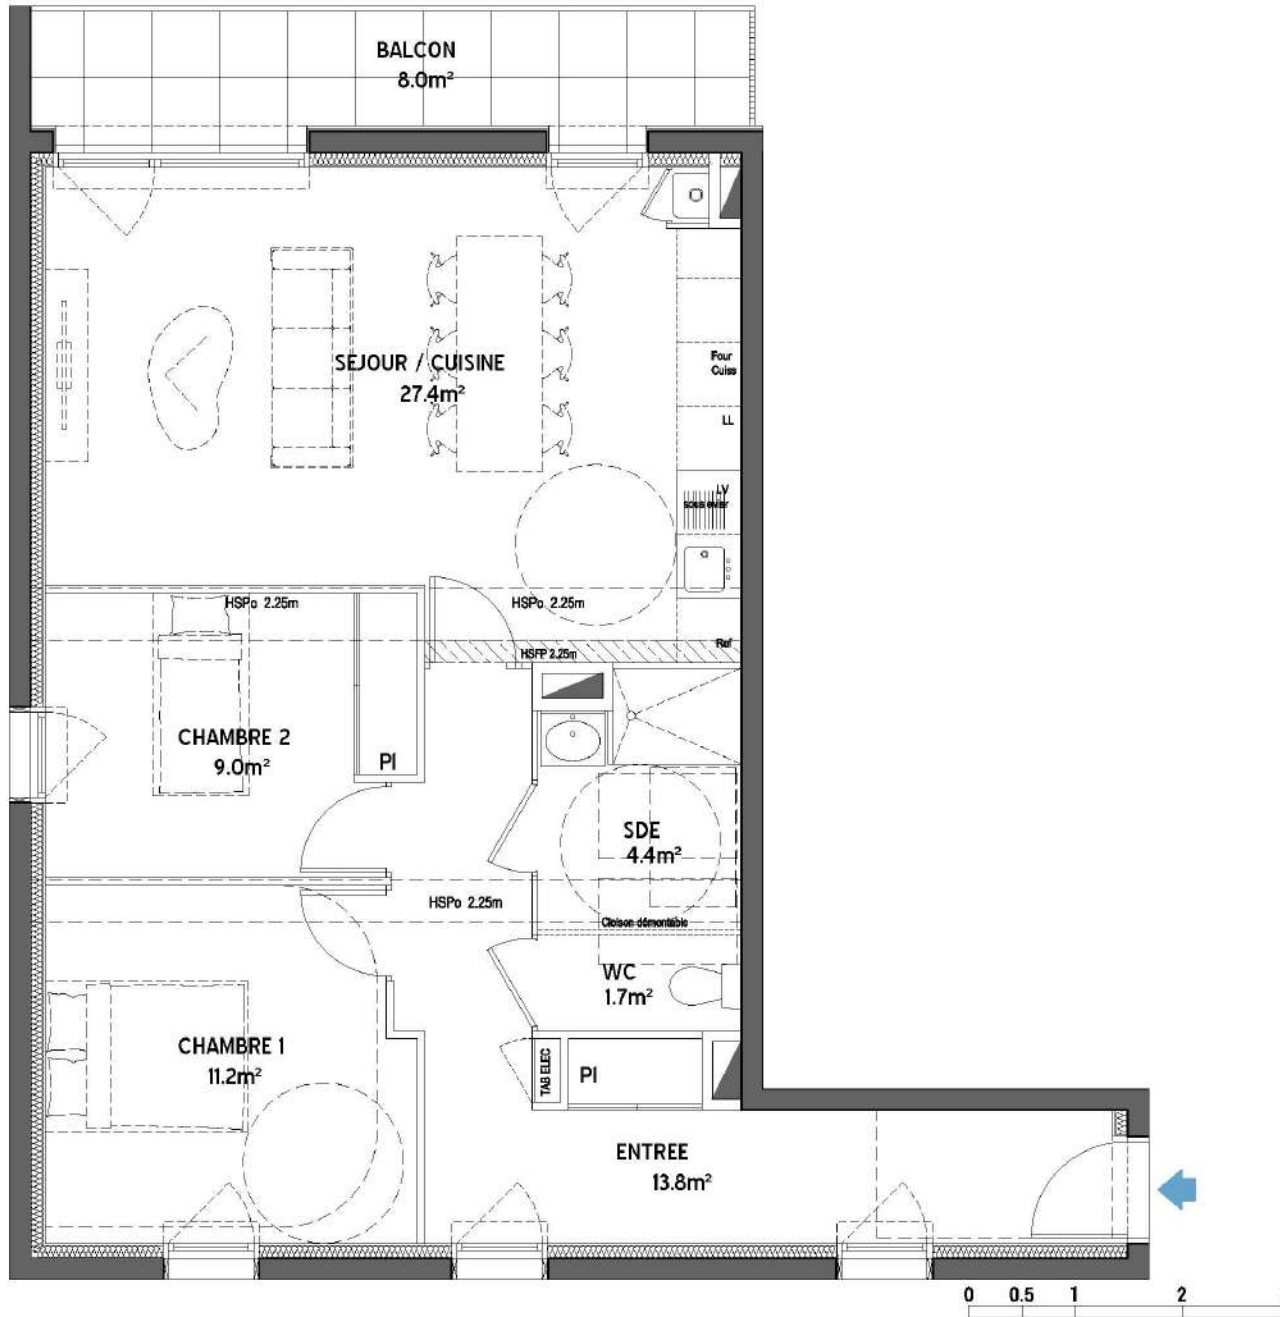 BALCON
8.0m²
SEJOUR / CUISINE
27.4m²
Four
Cuiss
LL
LV
sous evier
HSPo 2.25m
HSPo 2.25m
HSFP 2.25m
Ref
CHAMBRE 2
9.0m²
PI
SDE
4.4m²
HSPo 2.25m
Cloison démontable
WC
1.7m²
CHAMBRE 1
11.2m²
TAB ELEC
PI
ENTREE
13.8m²
0 0.5 1 2